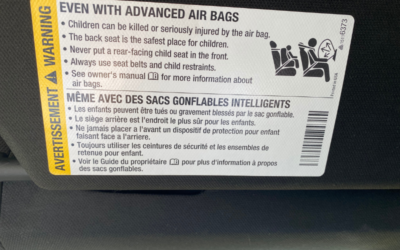 WARNING
EVEN WITH ADVANCED AIR BAGS
• Children can be killed or seriously injured by the air bag.
• The back seat is the safest place for children.
• Never put a rear-facing child seat in the front.
• Always use seat belts and child restraints.
• See owner's manual for more information about
air bags.
AVERTISSEMENT
MÊME AVEC DES SACS GONFLABLES INTELLIGENTS
• Les enfants peuvent être tués ou gravement blessés par le sac gonflable.
• Le siège arrière est l'endroit le plus sûr pour les enfants.
• Ne jamais placer à l'avant un dispositif de protection pour enfant
faisant face a l'arriere.
• Toujours utiliser les ceintures de sécurité et les ensembles de
retenue pour enfant.
• Voir le Guide du propriétaire pour plus d'information à propos
des sacs gonflables.